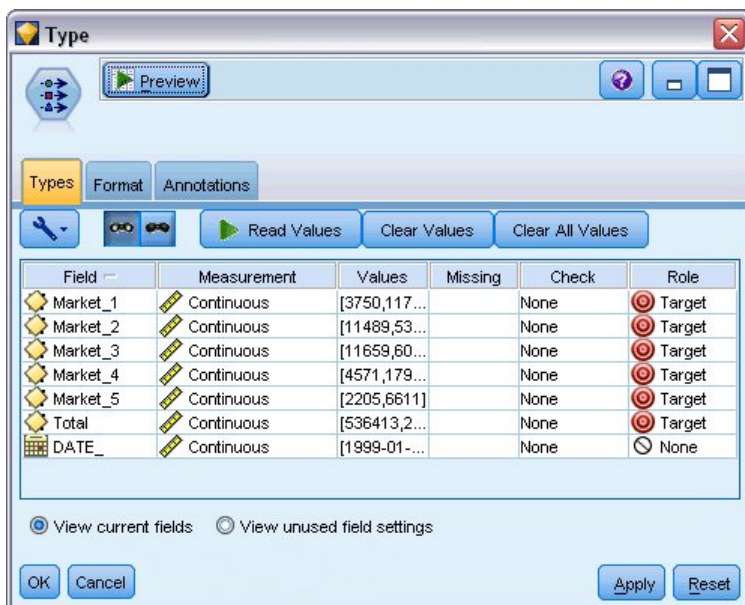 Type
Preview
Types Format Annotations
Read Values Clear Values Clear All Values
Field Measurement Values Missing Check Role
Market_1 Continuous [3750,117... None Target
Market_2 Continuous [11489,53... None Target
Market_3 Continuous [11659,60... None Target
Market_4 Continuous [4571,179... None Target
Market_5 Continuous [2205,6611] None Target
Total Continuous [536413,2... None Target
DATE_ Continuous [1999-01-... None None
View current fields View unused field settings
OK Cancel Apply Reset